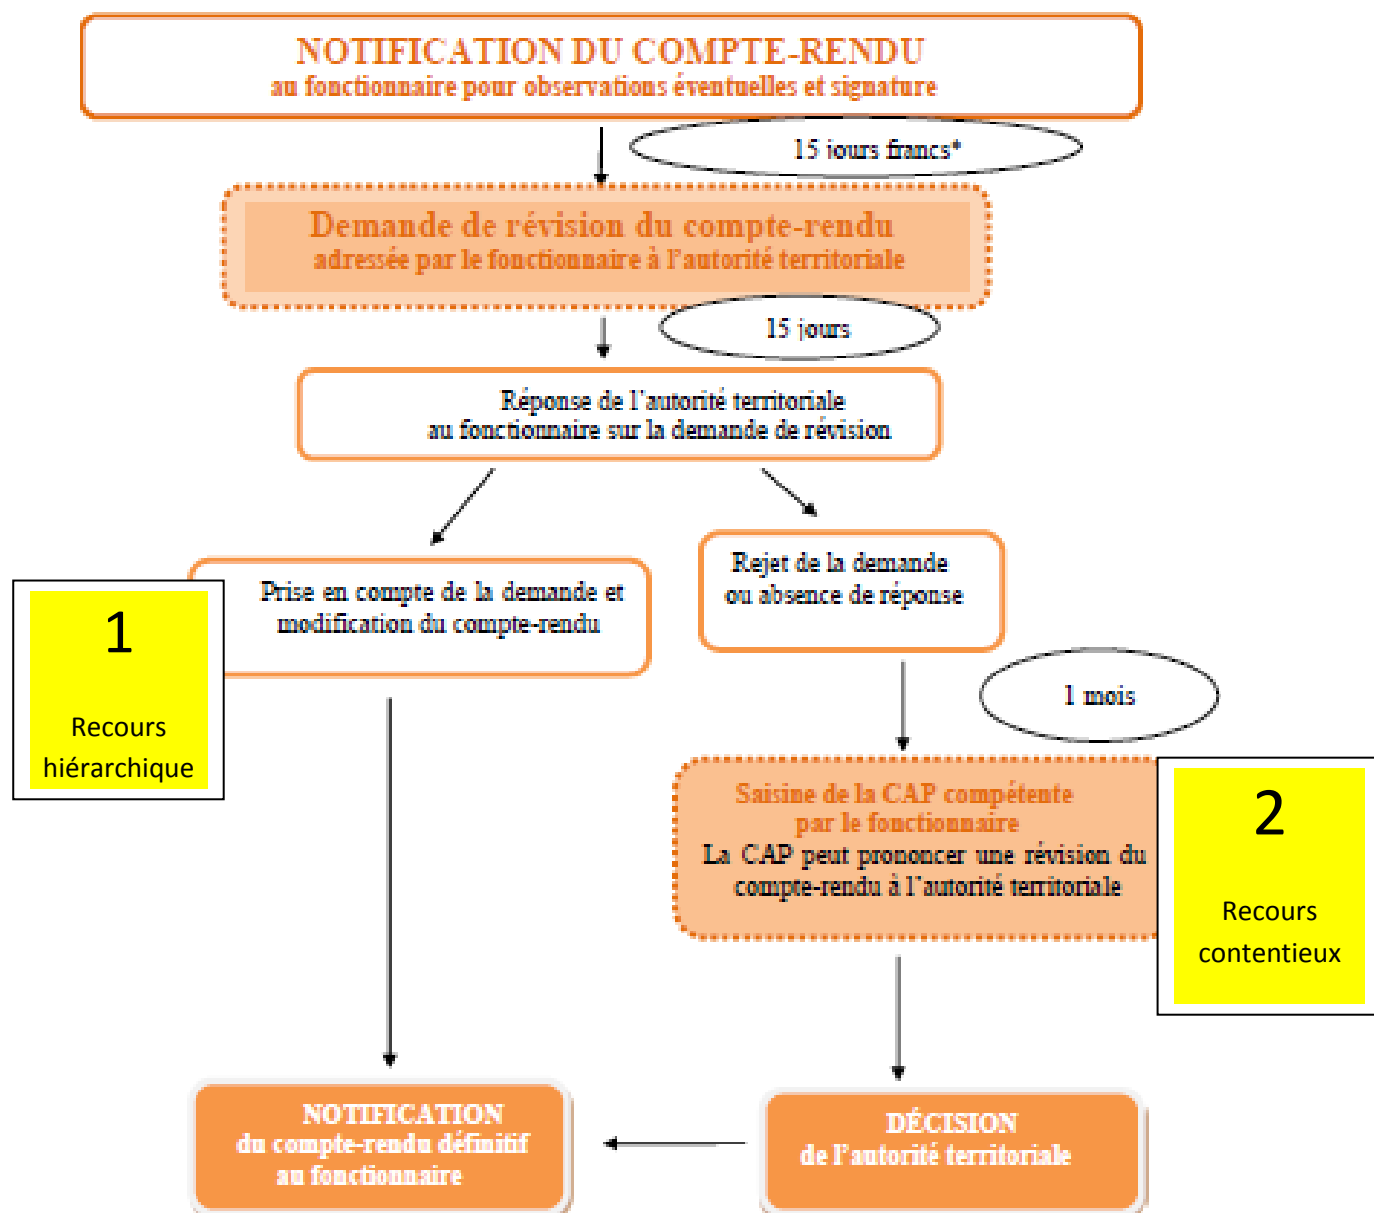 NOTIFICATION DU COMPTE-RENDU
au fonctionnaire pour observations éventuelles et signature
15 jours francs*
Demande de révision du compte-rendu
adressée par le fonctionnaire à l'autorité territoriale
15 jours
Réponse de l'autorité territoriale
au fonctionnaire sur la demande de révision
Prise en compte de la demande et
modification du compte-rendu
Rejet de la demande
ou absence de réponse
1
Recours
hiérarchique
1 mois
Saisine de la CAP compétente
par le fonctionnaire
La CAP peut prononcer une révision du
compte-rendu à l'autorité territoriale
2
Recours
contentieux
NOTIFICATION
du compte-rendu définitif
au fonctionnaire
DÉCISION
de l'autorité territoriale